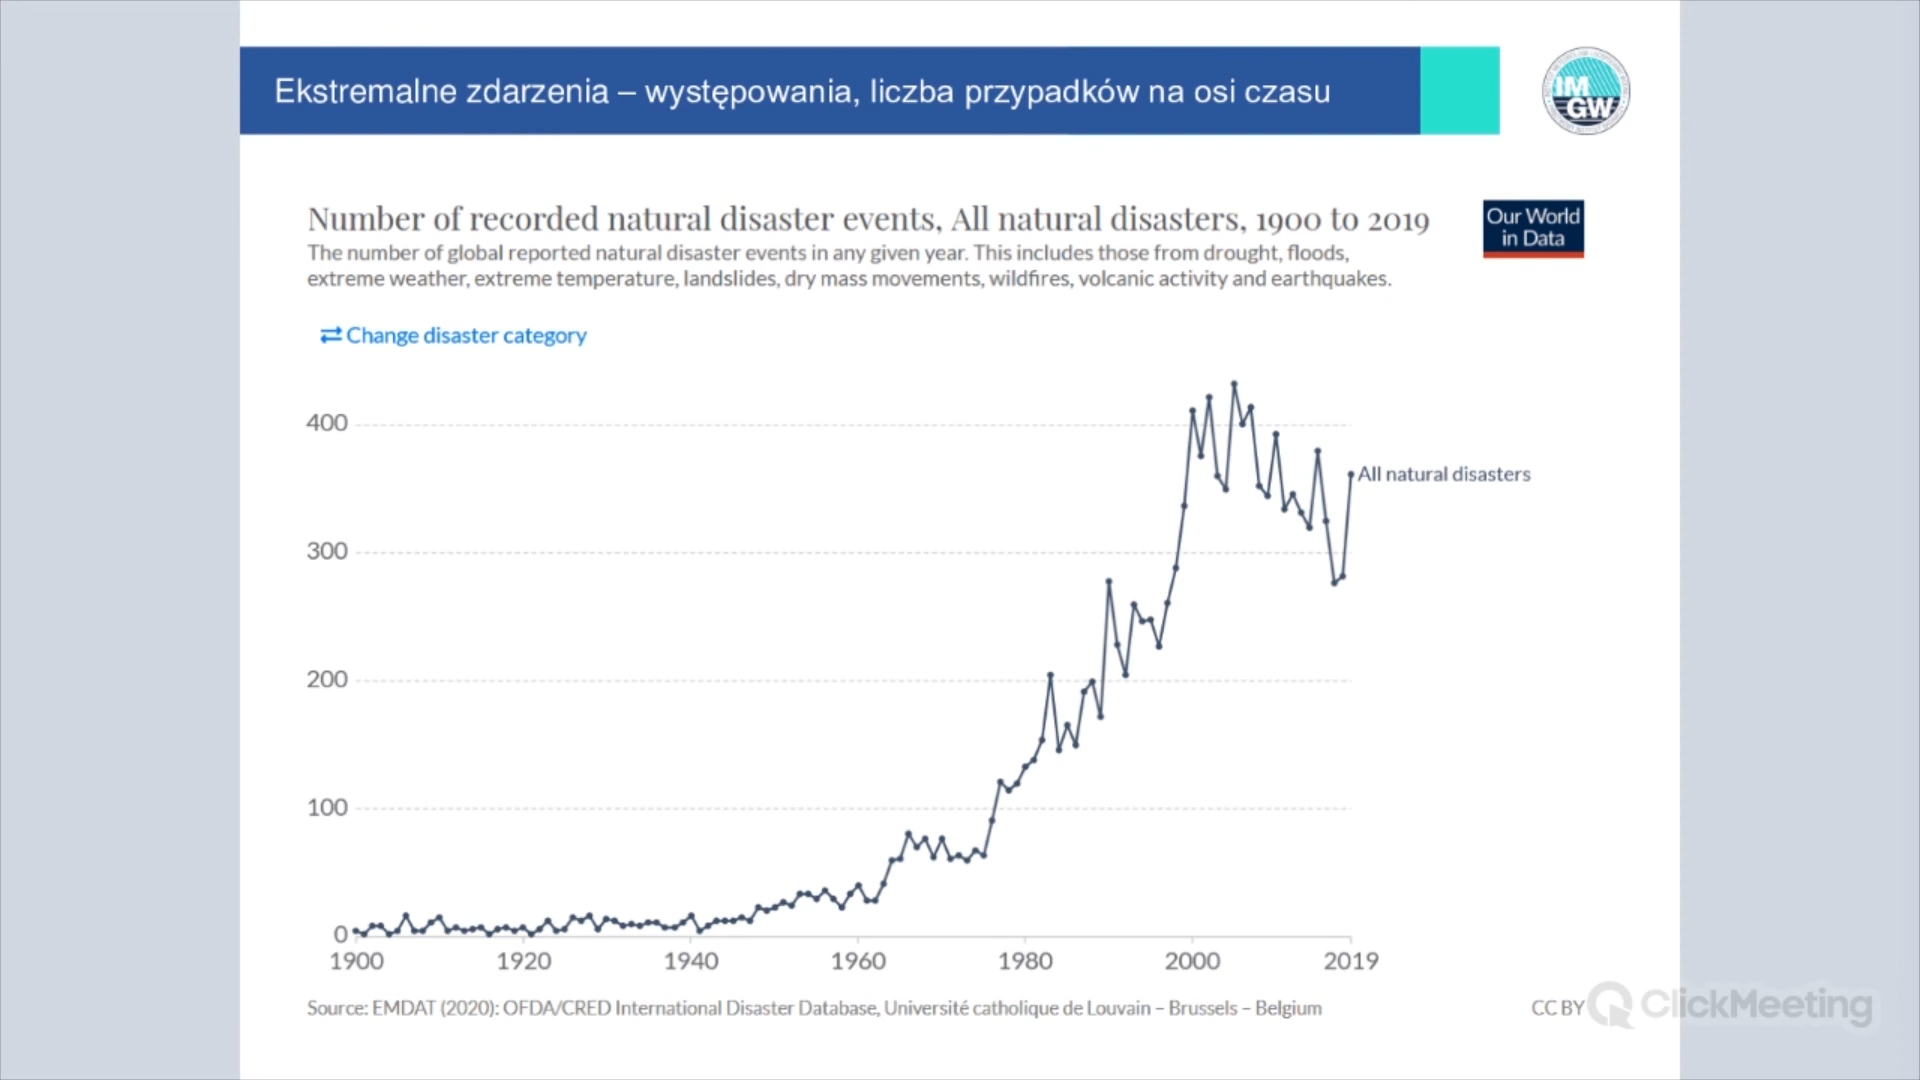 Ekstremalne zdarzenia – występowania, liczba przypadków na osi czasu
IM
GW
Number of recorded natural disaster events, All natural disasters, 1900 to 2019
Our World
in Data
The number of global reported natural disaster events in any given year. This includes those from drought, floods,
extreme weather, extreme temperature, landslides, dry mass movements, wildfires, volcanic activity and earthquakes.
Change disaster category
400
300
200
100
0
All natural disasters
1900 1920 1940 1960 1980 2000 2019
Source: EMDAT (2020): OFDA/CRED International Disaster Database, Université catholique de Louvain – Brussels – Belgium
CC BY
ClickMeeting